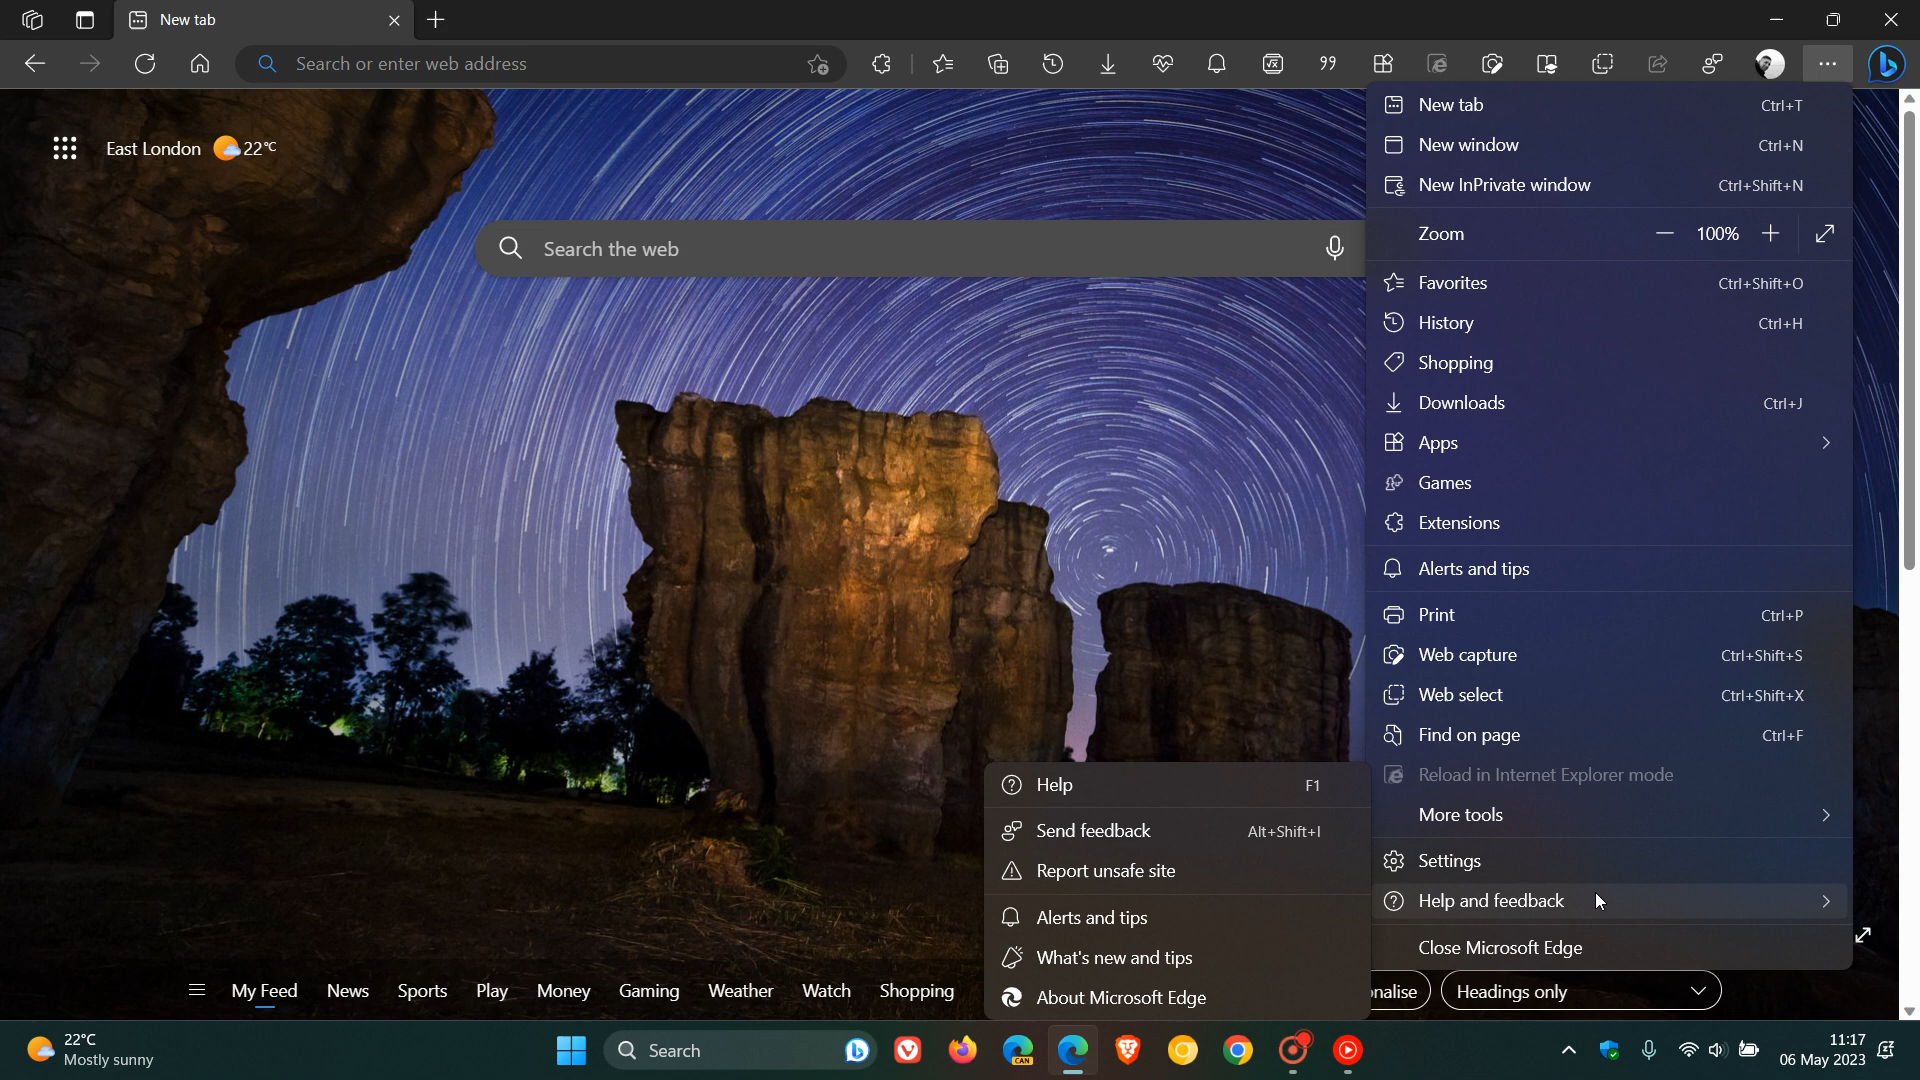 New tab
Search or enter web address
East London 22°C
Search the web
New tab Ctrl+T
New window Ctrl+N
New InPrivate window Ctrl+Shift+N
Zoom 100%
Favorites Ctrl+Shift+O
History Ctrl+H
Shopping
Downloads Ctrl+J
Apps
Games
Extensions
Alerts and tips
Print Ctrl+P
Web capture Ctrl+Shift+S
Web select Ctrl+Shift+X
Find on page Ctrl+F
Reload in Internet Explorer mode
More tools
Settings
Help and feedback
Close Microsoft Edge
Help F1
Send feedback Alt+Shift+I
Report unsafe site
Alerts and tips
What's new and tips
About Microsoft Edge
My Feed News Sports Play Money Gaming Weather Watch Shopping
nalise Headings only
22°C
Mostly sunny
Search
CAN
11:17
06 May 2023